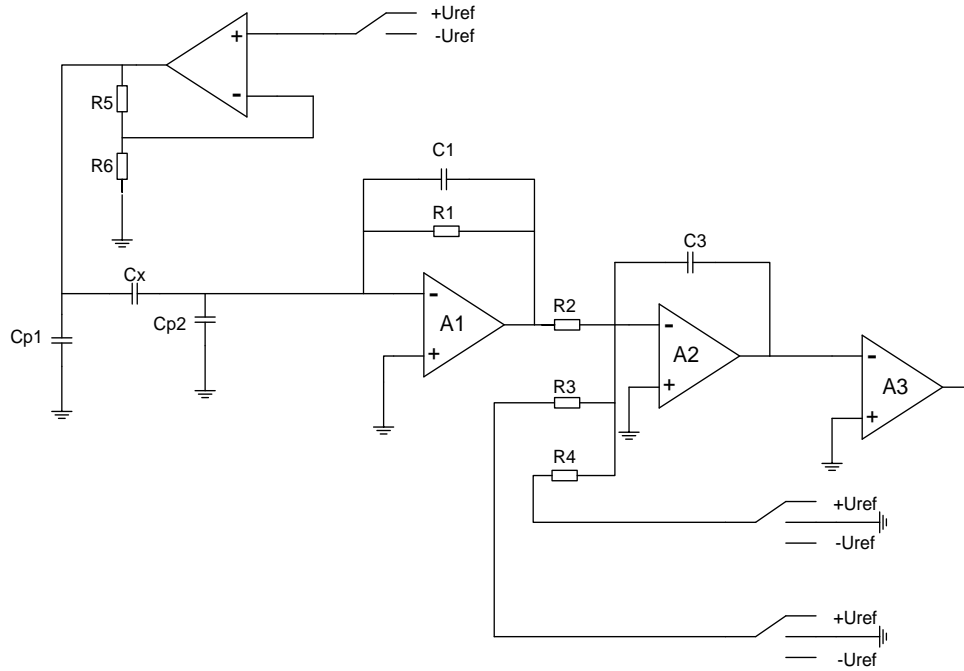 +Uref
+
-Uref
-
R5
R6
C1
R1
Cx
C3
-
R2
Cp2
A1
-
Cp1
A2
-
+
R3
+
A3
+
R4
+Uref
-Uref
+Uref
-Uref